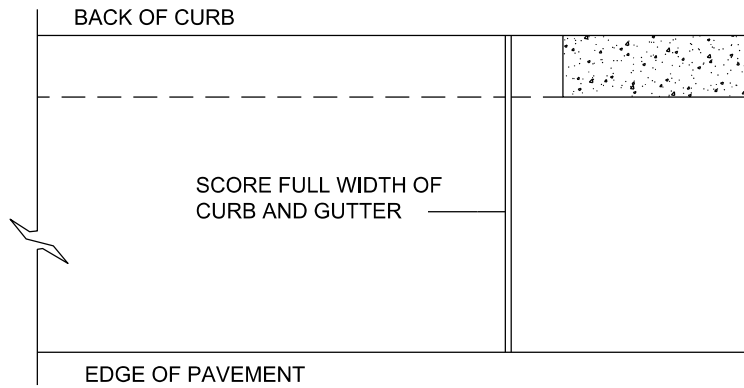 BACK OF CURB
SCORE FULL WIDTH OF
CURB AND GUTTER
EDGE OF PAVEMENT